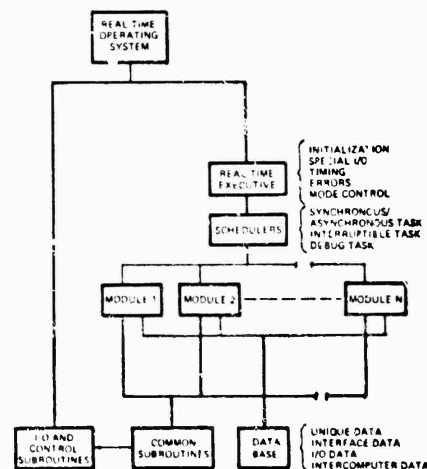 REAL TIME
OPERATING
SYSTEM
REAL TIME
EXECUTIVE
INITIALIZATION
SPECIAL I/O
TIMING
ERRORS
MODE CONTROL
SCHEDULERS
SYNCHRONOUS/
ASYNCHRONOUS TASK
INTERRUPTIBLE TASK
DEBUG TASK
MODULE 1
MODULE 2
MODULE N
I/O AND
CONTROL
SUBROUTINES
COMMON
SUBROUTINES
DATA
BASE
UNIQUE DATA
INTERFACE DATA
I/O DATA
INTERCOMPUTER DATA